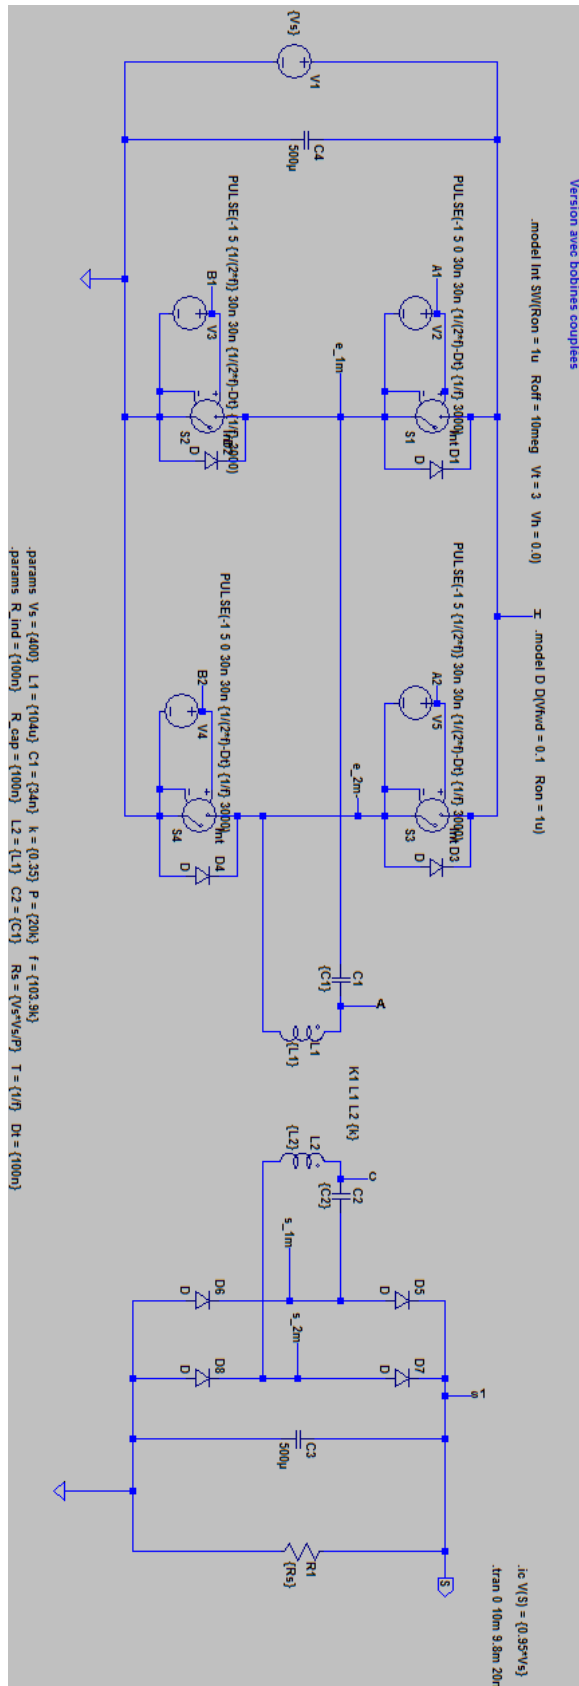 Version avec bobines couplées
.model Int SW(Ron = 1u Roff = 10meg Vt = 3 Vh = 0.0)
.model D D(Vfwd = 0.1 Ron = 1u)
{Vs}
V1
C4
500µ
PULSE(-1 5 0 30n 30n {1/(2*f)-Dt} {1/f} 3000)
A1
V2
S1
Int
D1
D
PULSE(-1 5 {1/(2*f)} 30n 30n {1/(2*f)-Dt} {1/f} 3000)
B1
V3
S2
D
e_1m
PULSE(-1 5 {1/(2*f)} 30n 30n {1/(2*f)-Dt} {1/f} 3000)
A2
V5
S3
Int
D3
D
PULSE(-1 5 0 30n 30n {1/(2*f)-Dt} {1/f} 3000)
B2
V4
S4
Int
D4
D
e_2m
C1
{C1}
A
L1
{L1}
K1 L1 L2 {k}
L2
{L2}
C2
{C2}
s_1m
s_2m
D5
D
D6
D
D7
D
D8
D
s1
C3
500µ
R1
{Rs}
S
.ic V(S) = {0.95*Vs}
.tran 0 10m 9.8m
.params Vs = {400} L1 = {104u} C1 = {34n} k = {0.35} P = {20k} f = {103.9k}
.params R_ind = {100n} R_cap = {100n} L2 = {L1} C2 = {C1} Rs = {Vs*Vs/P} T = {1/f} Dt = {100n}